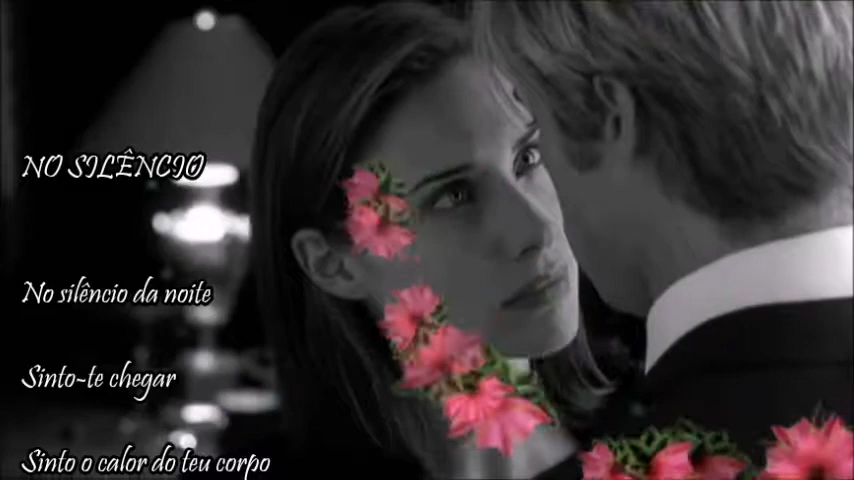 NO SILÊNCIO
No silêncio da noite
Sinto-te chegar
Sinto o calor do teu corpo